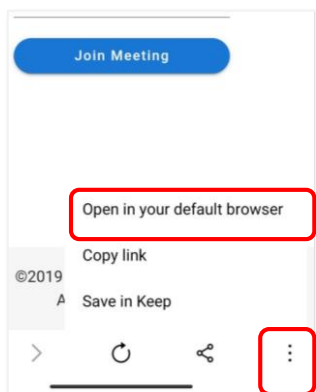 Join Meeting
Open in your default browser
Copy link
©2019
A
Save in Keep